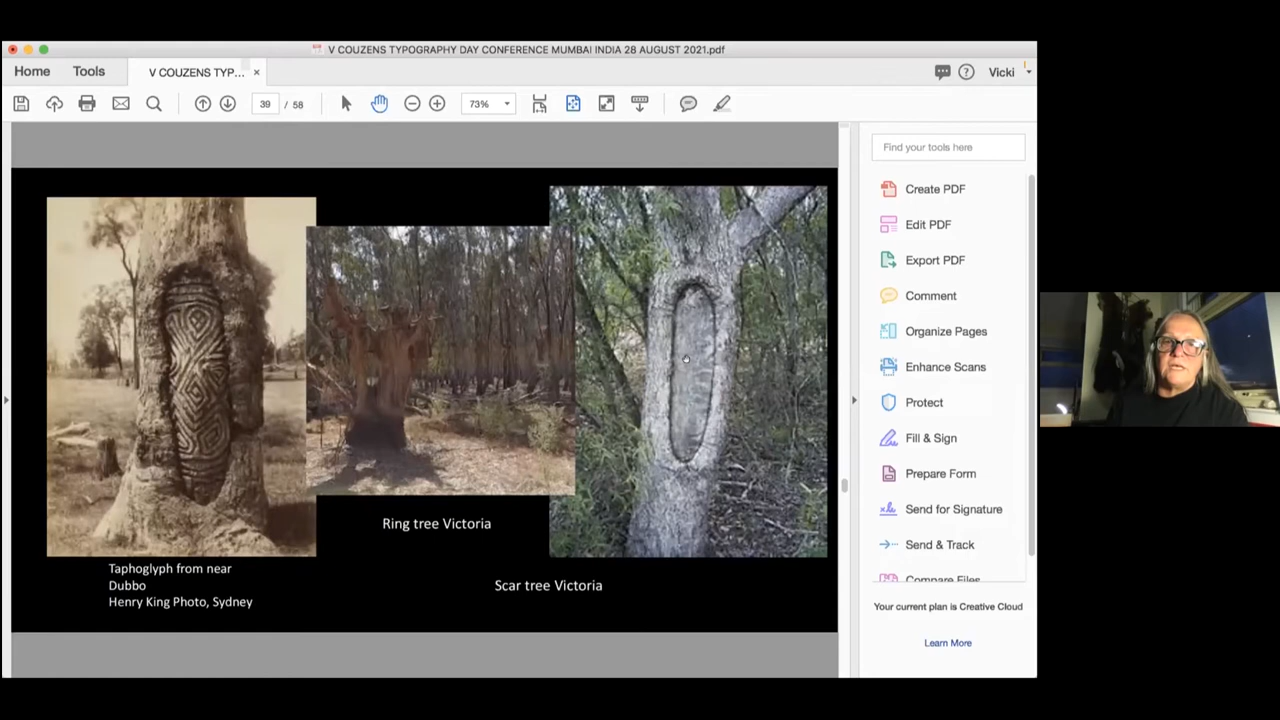 V COUZENS TYPOGRAPHY DAY CONFERENCE MUMBAI INDIA 28 AUGUST 2021.pdf
Home
Tools
V COUZENS TYP...
Vicki
39 / 58
73%
Find your tools here
Create PDF
Edit PDF
Export PDF
Comment
Organize Pages
Enhance Scans
Protect
Fill & Sign
Prepare Form
Send for Signature
Send & Track
Compare Files
Your current plan is Creative Cloud
Learn More
Ring tree Victoria
Taphoglyph from near
Dubbo
Henry King Photo, Sydney
Scar tree Victoria